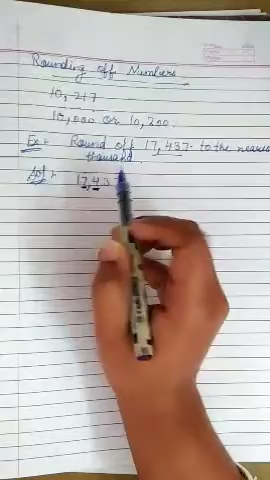 Rounding off Numbers
10,217
10,000 or 10,200.
Ex:- Round off 17,437 to the nearest
thousand.
Sol:- 17,43